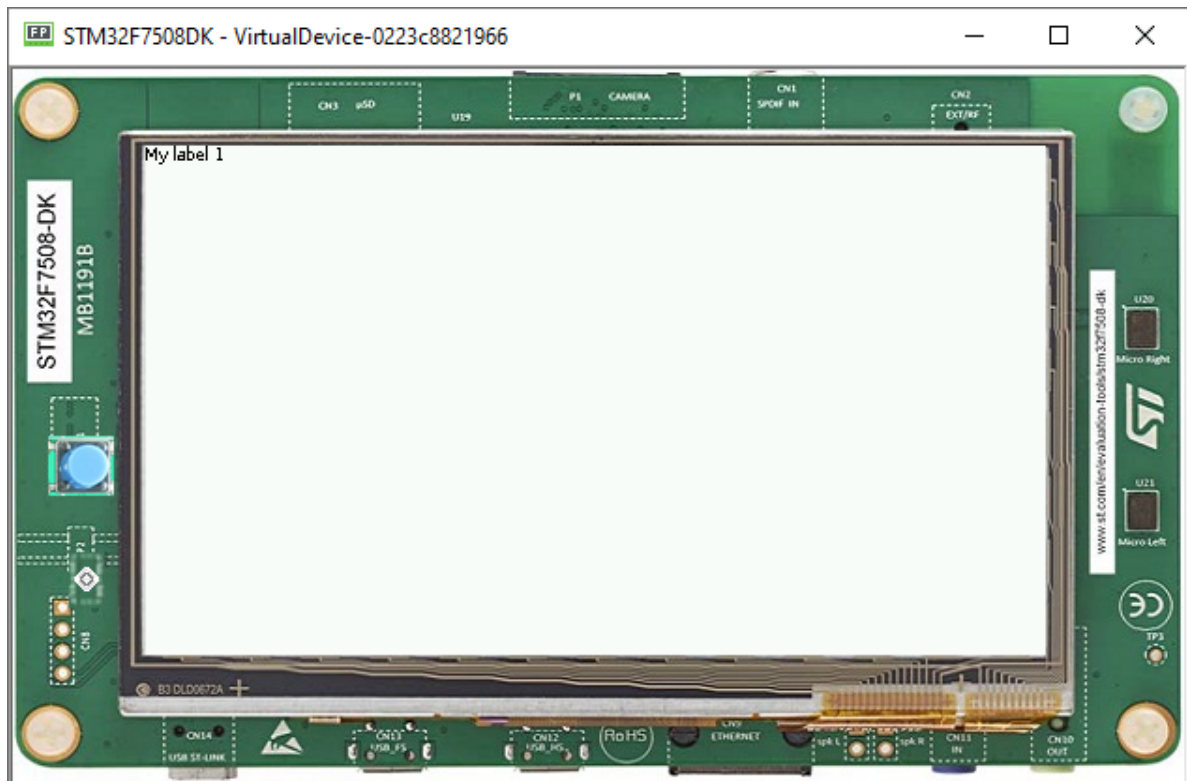 STM32F7508DK - VirtualDevice-0223c8821966
CN3 µSD
U19
P1 CAMERA
CN1
SPDIF IN
CN2
EXT/RF
My label 1
STM32F7508-DK
MB1191B
www.st.com/en/evaluation-tools/stm32f7508-dk
U20
Micro Right
U21
Micro Left
P2
CN8
TP3
B3 DLD0672A
CN14
USB ST-LINK
CN13
USB_FS
CN12
USB_HS
RoHS
CN9
ETHERNET
spk L
spk R
CN11
IN
CN10
OUT